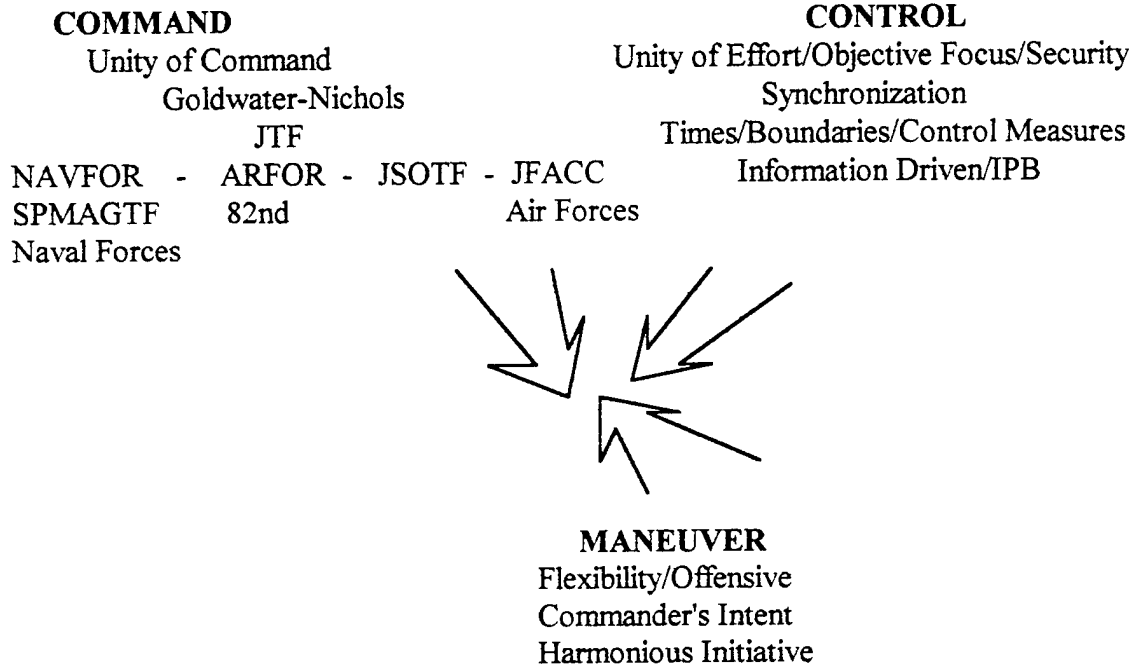 COMMAND
Unity of Command
Goldwater-Nichols
JTF
NAVFOR - ARFOR - JSOTF - JFACC
SPMAGTF 82nd Air Forces
Naval Forces
CONTROL
Unity of Effort/Objective Focus/Security
Synchronization
Times/Boundaries/Control Measures
Information Driven/IPB
MANEUVER
Flexibility/Offensive
Commander's Intent
Harmonious Initiative